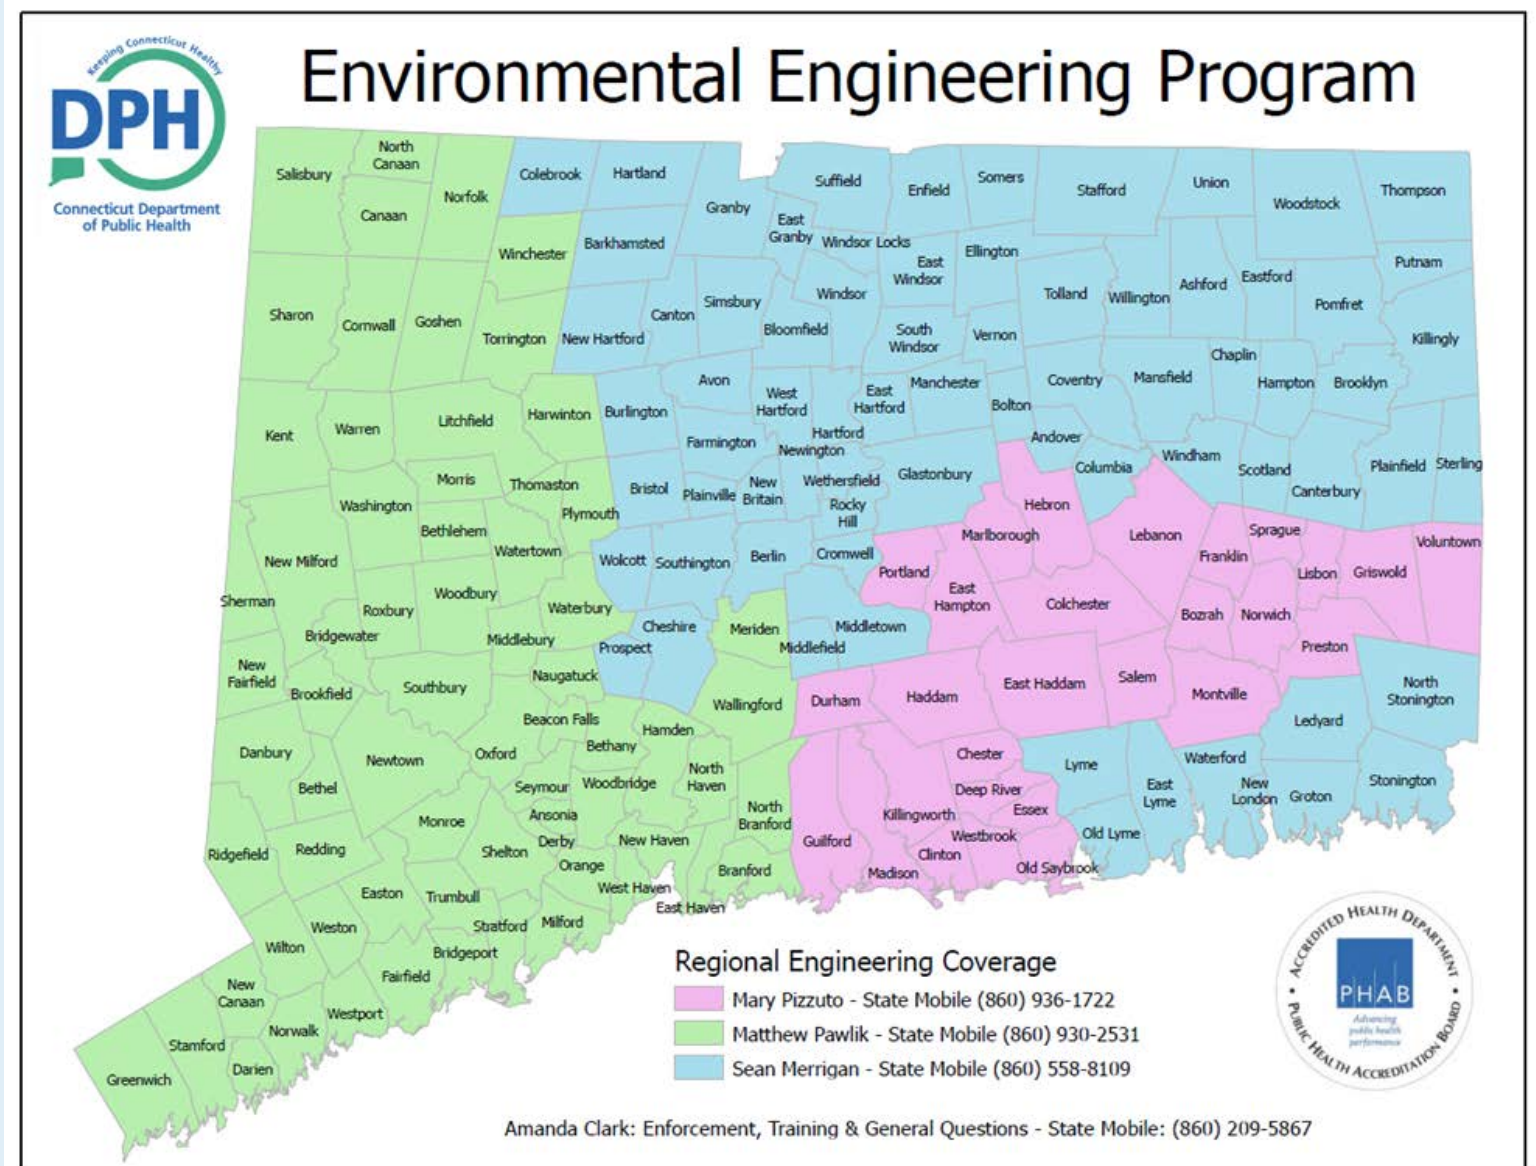 Environmental Engineering Program
Keeping Connecticut Healthy
DPH
Connecticut Department
of Public Health
Salisbury
North
Canaan
Canaan
Norfolk
Colebrook
Hartland
Granby
Suffield
East
Granby
Windsor Locks
Enfield
Somers
Stafford
Union
Woodstock
Thompson
Winchester
Barkhamsted
East
Windsor
Ellington
Putnam
Sharon
Cornwall
Goshen
Torrington
New Hartford
Canton
Simsbury
Windsor
Bloomfield
South
Windsor
Vernon
Tolland
Willington
Ashford
Eastford
Pomfret
Killingly
Kent
Warren
Litchfield
Harwinton
Burlington
Avon
West
Hartford
East
Hartford
Manchester
Bolton
Coventry
Mansfield
Chaplin
Hampton
Brooklyn
Farmington
Hartford
Newington
Andover
Columbia
Windham
Scotland
Canterbury
Plainfield
Sterling
Washington
Morris
Thomaston
Plymouth
Bristol
Plainville
New
Britain
Wethersfield
Rocky
Hill
Glastonbury
Hebron
Marlborough
Lebanon
Franklin
Sprague
Lisbon
Griswold
Voluntown
New Milford
Bethlehem
Watertown
Wolcott
Southington
Berlin
Cromwell
Portland
East
Hampton
Colchester
Bozrah
Norwich
Preston
Sherman
Bridgewater
Roxbury
Woodbury
Waterbury
Middlebury
Cheshire
Prospect
Meriden
Middletown
Middlefield
New
Fairfield
Brookfield
Southbury
Naugatuck
Wallingford
Durham
Haddam
East Haddam
Salem
Montville
Ledyard
North
Stonington
Danbury
Bethel
Newtown
Oxford
Beacon Falls
Bethany
Hamden
Seymour
Woodbridge
North
Haven
North
Branford
Chester
Deep River
Essex
Lyme
East
Lyme
Waterford
New
London
Groton
Stonington
Ridgefield
Redding
Monroe
Ansonia
Derby
Shelton
Orange
New Haven
West Haven
East Haven
Branford
Guilford
Killingworth
Madison
Clinton
Westbrook
Old Saybrook
Old Lyme
Easton
Trumbull
Stratford
Milford
Weston
Wilton
Bridgeport
Fairfield
New
Canaan
Norwalk
Westport
Stamford
Darien
Greenwich
Regional Engineering Coverage
Mary Pizzuto - State Mobile (860) 936-1722
Matthew Pawlik - State Mobile (860) 930-2531
Sean Merrigan - State Mobile (860) 558-8109
ACCREDITED HEALTH DEPARTMENT
PHAB
Advancing
public health
performance
PUBLIC HEALTH ACCREDITATION BOARD
Amanda Clark: Enforcement, Training & General Questions - State Mobile: (860) 209-5867